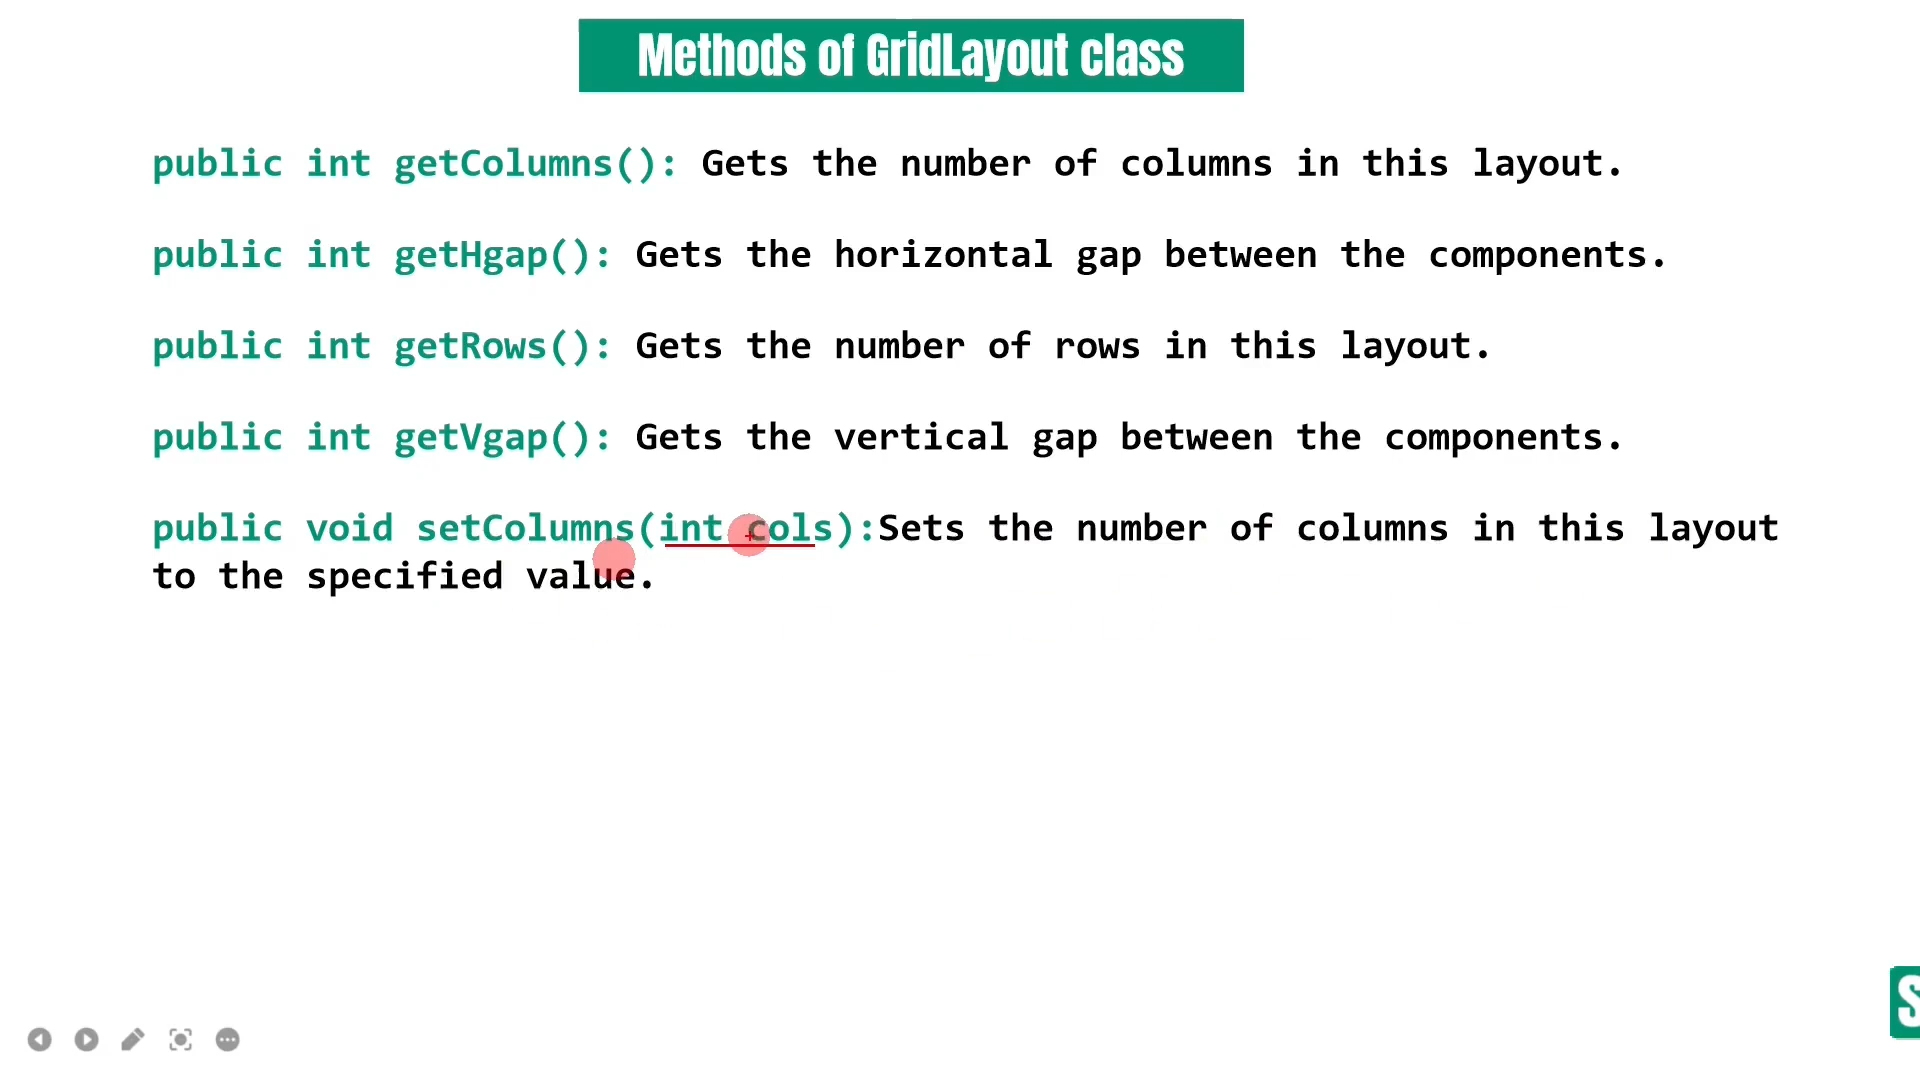 Methods of GridLayout class
public int getColumns(): Gets the number of columns in this layout.
public int getHgap(): Gets the horizontal gap between the components.
public int getRows(): Gets the number of rows in this layout.
public int getVgap(): Gets the vertical gap between the components.
public void setColumns(int cols):Sets the number of columns in this layout
to the specified value.
S